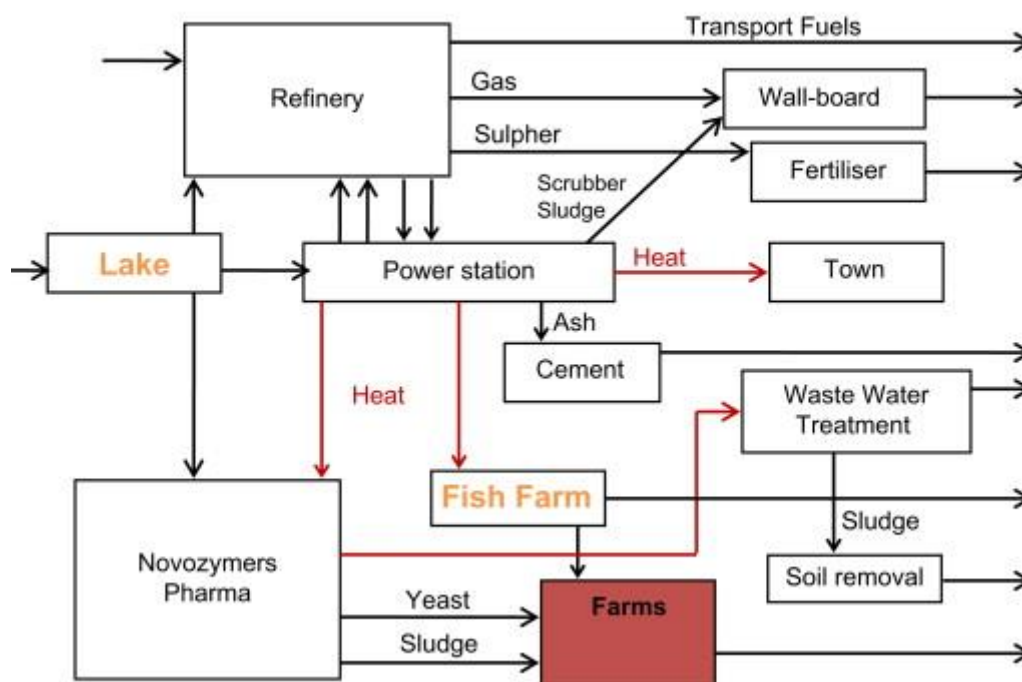 Transport Fuels
Refinery
Gas
Wall-board
Sulpher
Fertiliser
Scrubber
Sludge
Lake
Power station
Heat
Town
Ash
Cement
Heat
Waste Water
Treatment
Fish Farm
Sludge
Novozymers
Pharma
Soil removal
Yeast
Farms
Sludge